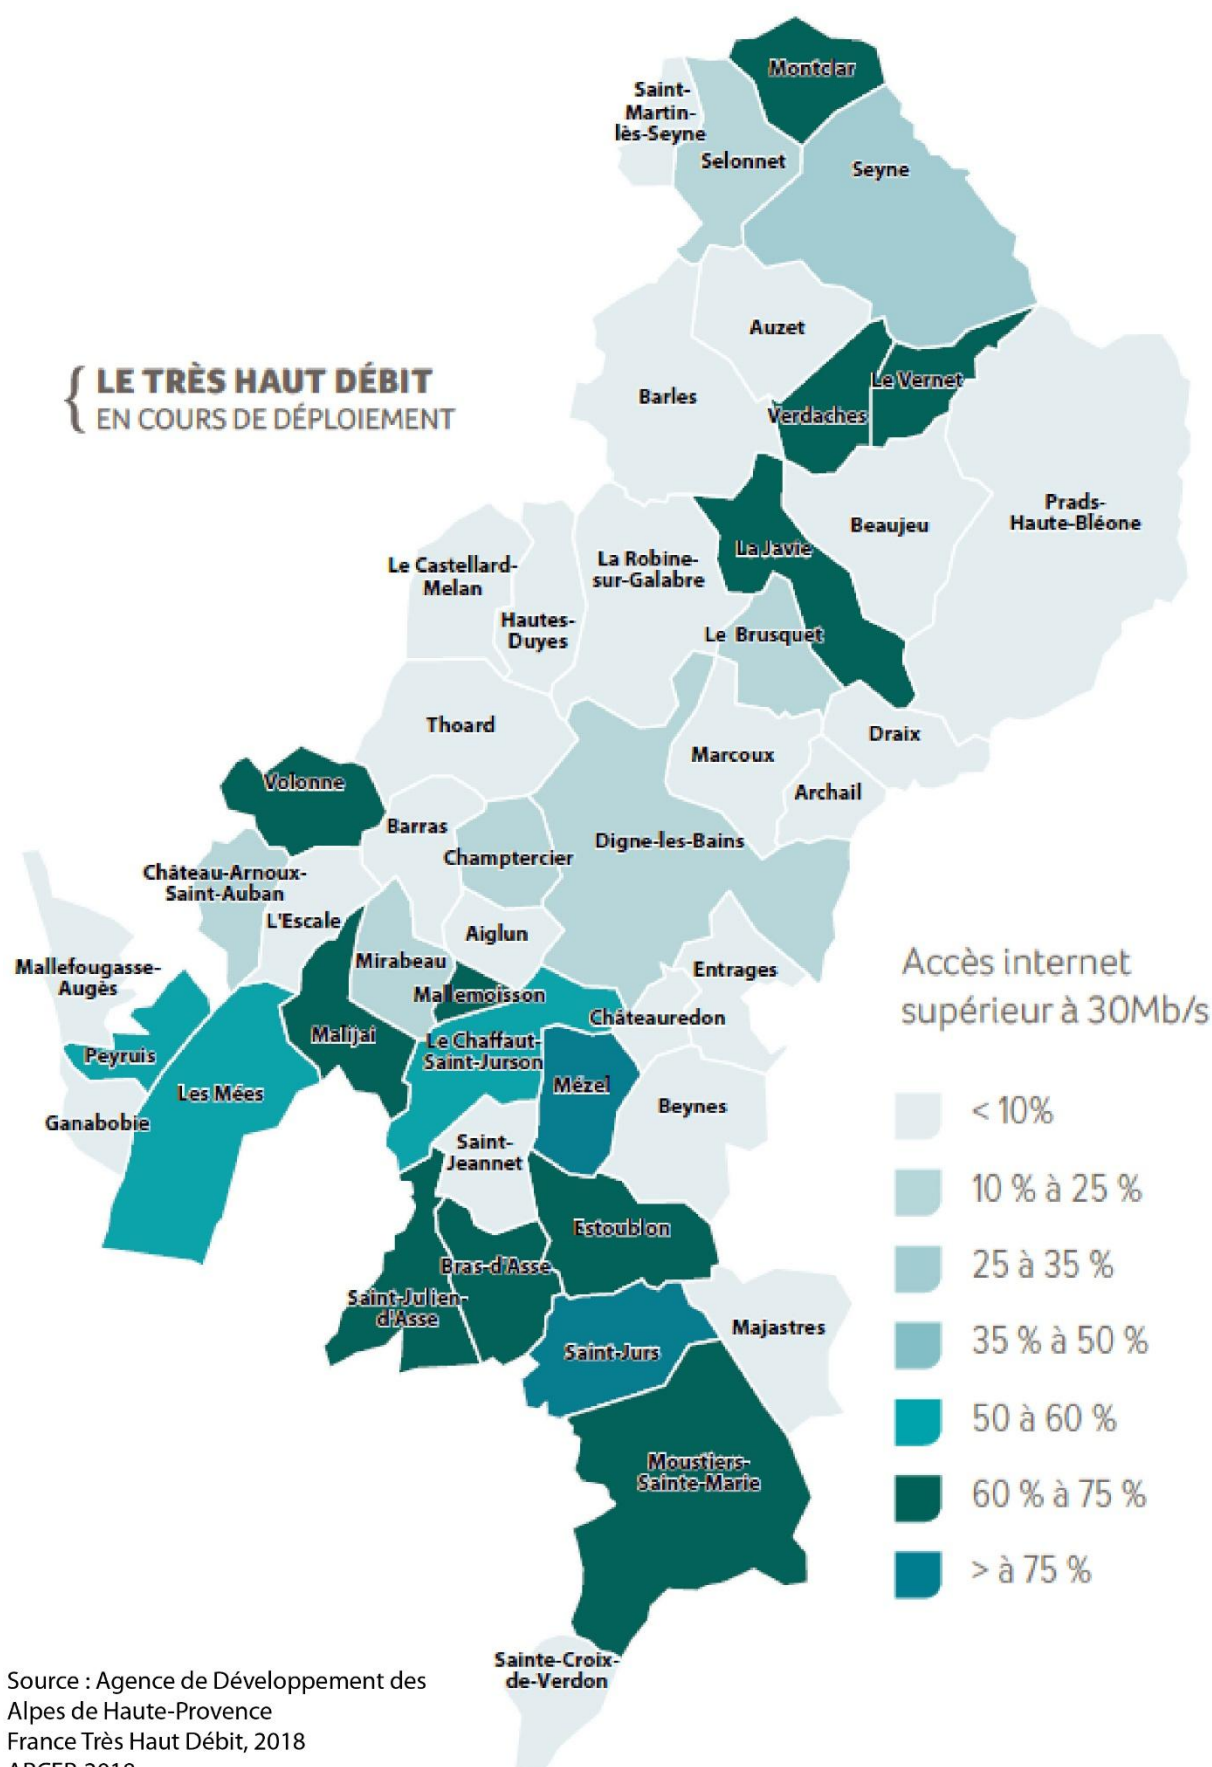 Montclar
Saint-
Martin-
lès-Seyne
Selonnet
Seyne
Auzet
{ LE TRÈS HAUT DÉBIT
EN COURS DE DÉPLOIEMENT
Le Vernet
Barles
Verdaches
Prads-
Haute-Bléone
Beaujeu
La Javie
La Robine-
sur-Galabre
Le Castellard-
Melan
Hautes-
Duyes
Le Brusquet
Thoard
Draix
Marcoux
Volonne
Archail
Barras
Digne-les-Bains
Champtercier
Château-Arnoux-
Saint-Auban
L'Escale
Aiglun
Mirabeau
Entrages
Mallefougasse-
Augès
Mallemoisson
Châteauredon
Malijai
Le Chaffaut-
Saint-Jurson
Peyruis
Mézel
Les Mées
Beynes
Ganabobie
Saint-
Jeannet
Estoublon
Bras-d'Asse
Saint-Julien-
d'Asse
Majastres
Saint-Jurs
Moustiers-
Sainte-Marie
Sainte-Croix-
de-Verdon
Accès internet
supérieur à 30Mb/s
< 10%
10 % à 25 %
25 à 35 %
35 % à 50 %
50 à 60 %
60 % à 75 %
> à 75 %
Source : Agence de Développement des
Alpes de Haute-Provence
France Très Haut Débit, 2018
ARCEP, 2018